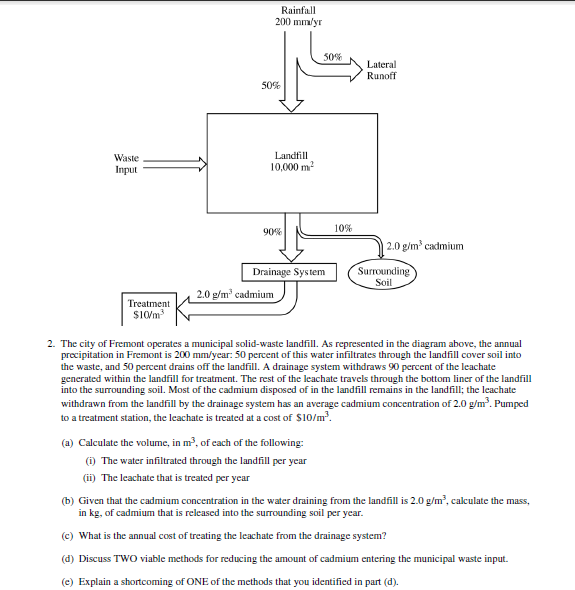 Rainfall
200 mm/yr
50%
Lateral
Runoff
50%
Waste
Input
Landfill
10,000 m²
90%
10%
2.0 g/m³ cadmium
Drainage System
Surrounding
Soil
2.0 g/m³ cadmium
Treatment
$10/m³
2. The city of Fremont operates a municipal solid-waste landfill. As represented in the diagram above, the annual
precipitation in Fremont is 200 mm/year: 50 percent of this water infiltrates through the landfill cover soil into
the waste, and 50 percent drains off the landfill. A drainage system withdraws 90 percent of the leachate
generated within the landfill for treatment. The rest of the leachate travels through the bottom liner of the landfill
into the surrounding soil. Most of the cadmium disposed of in the landfill remains in the landfill; the leachate
withdrawn from the landfill by the drainage system has an average cadmium concentration of 2.0 g/m³. Pumped
to a treatment station, the leachate is treated at a cost of $10/m³.
(a) Calculate the volume, in m³, of each of the following:
(i) The water infiltrated through the landfill per year
(ii) The leachate that is treated per year
(b) Given that the cadmium concentration in the water draining from the landfill is 2.0 g/m³, calculate the mass,
in kg, of cadmium that is released into the surrounding soil per year.
(c) What is the annual cost of treating the leachate from the drainage system?
(d) Discuss TWO viable methods for reducing the amount of cadmium entering the municipal waste input.
(e) Explain a shortcoming of ONE of the methods that you identified in part (d).